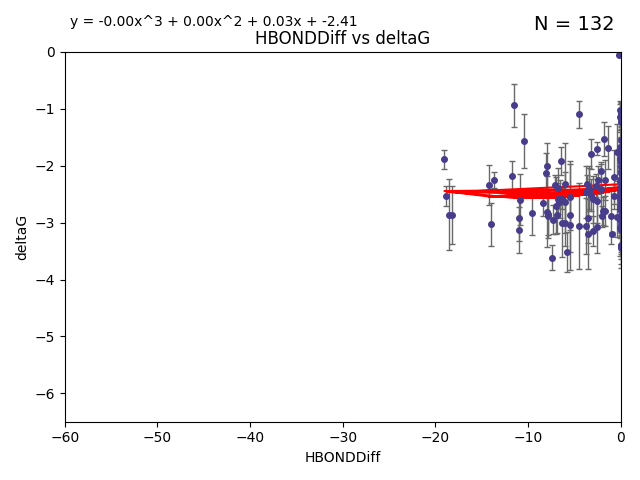 y = -0.00x^3 + 0.00x^2 + 0.03x + -2.41
N = 132
HBONDDiff vs deltaG
0
−1
−2
−3
−4
−5
−6
deltaG
−60 −50 −40 −30 −20 −10 0
HBONDDiff